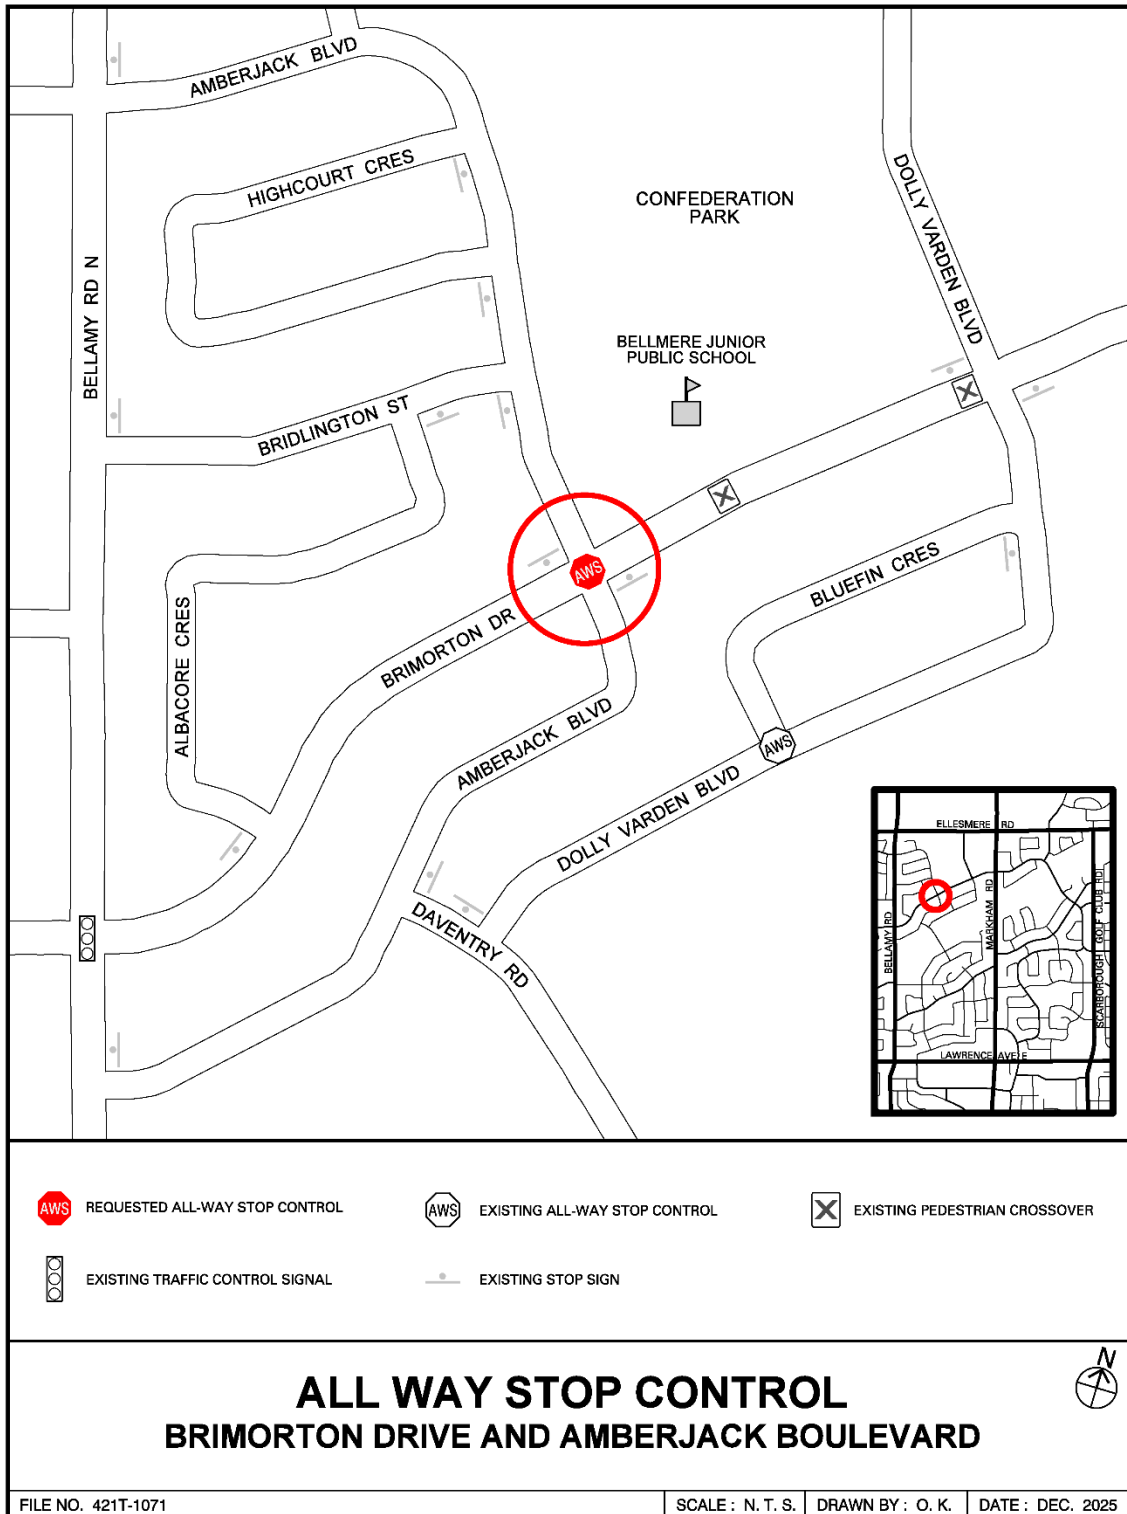 AMBERJACK BLVD
HIGHCOURT CRES
CONFEDERATION
PARK
DOLLY VARDEN BLVD
BELLAMY RD N
BELLMERE JUNIOR
PUBLIC SCHOOL
BRIDLINGTON ST
AWS
BLUEFIN CRES
BRIMORTON DR
ALBACORE CRES
AMBERJACK BLVD
AWS
DOLLY VARDEN BLVD
DAVENTRY RD
ELLESMERE RD
BELLAMY RD
MARKHAM RD
SCARBOROUGH GOLF CLUB RD
LAWRENCE AVE E
AWS REQUESTED ALL-WAY STOP CONTROL
AWS EXISTING ALL-WAY STOP CONTROL
X EXISTING PEDESTRIAN CROSSOVER
EXISTING TRAFFIC CONTROL SIGNAL
EXISTING STOP SIGN
N
ALL WAY STOP CONTROL
BRIMORTON DRIVE AND AMBERJACK BOULEVARD
FILE NO. 421T-1071
SCALE : N. T. S.
DRAWN BY : O. K.
DATE : DEC. 2025